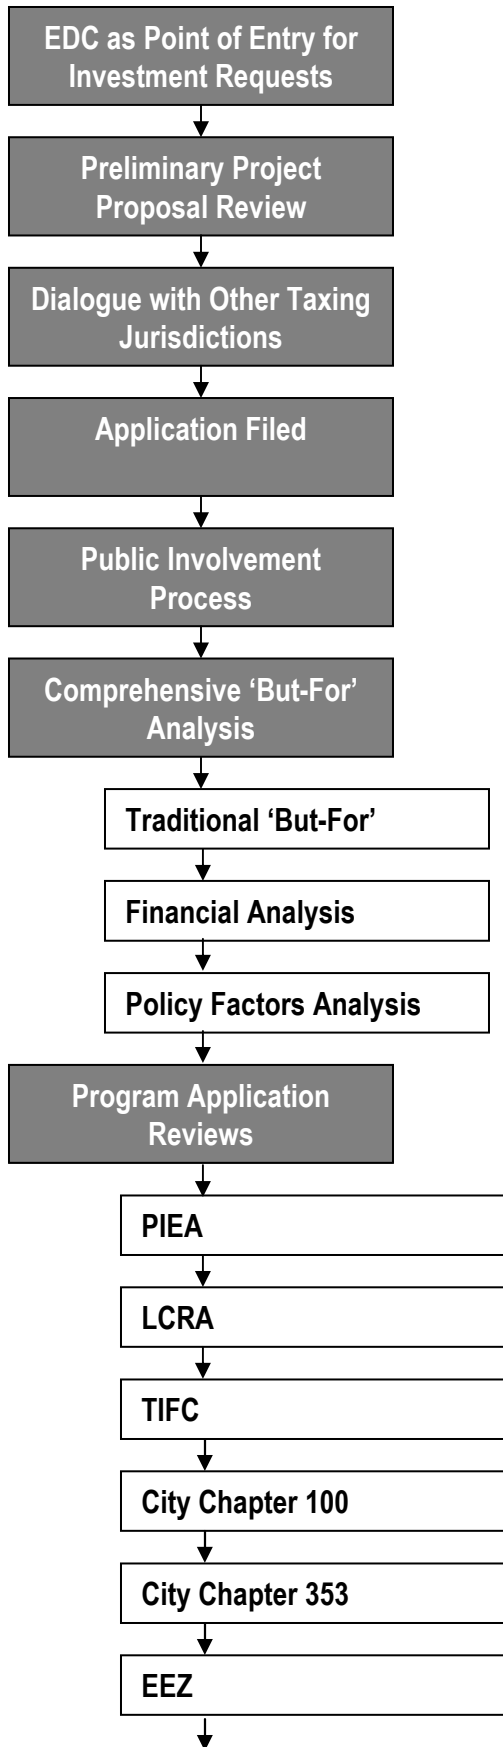 EDC as Point of Entry for
Investment Requests
Preliminary Project
Proposal Review
Dialogue with Other Taxing
Jurisdictions
Application Filed
Public Involvement
Process
Comprehensive ‘But-For’
Analysis
Traditional ‘But-For’
Financial Analysis
Policy Factors Analysis
Program Application
Reviews
PIEA
LCRA
TIFC
City Chapter 100
City Chapter 353
EEZ